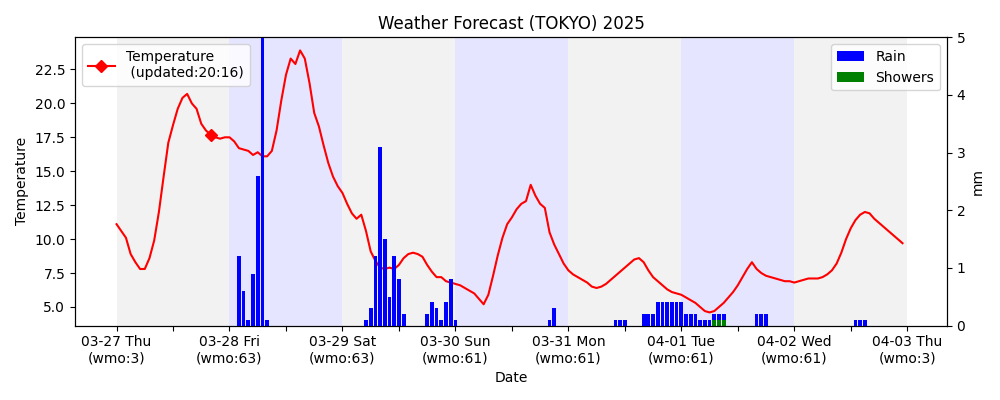 Weather Forecast (TOKYO) 2025
Temperature
(updated:20:16)
Rain
Showers
Temperature
22.5
20.0
17.5
15.0
12.5
10.0
7.5
5.0
5
4
3
2
1
0
mm
03-27 Thu
(wmo:3)
03-28 Fri
(wmo:63)
03-29 Sat
(wmo:63)
03-30 Sun
(wmo:61)
03-31 Mon
(wmo:61)
04-01 Tue
(wmo:61)
04-02 Wed
(wmo:61)
04-03 Thu
(wmo:3)
Date